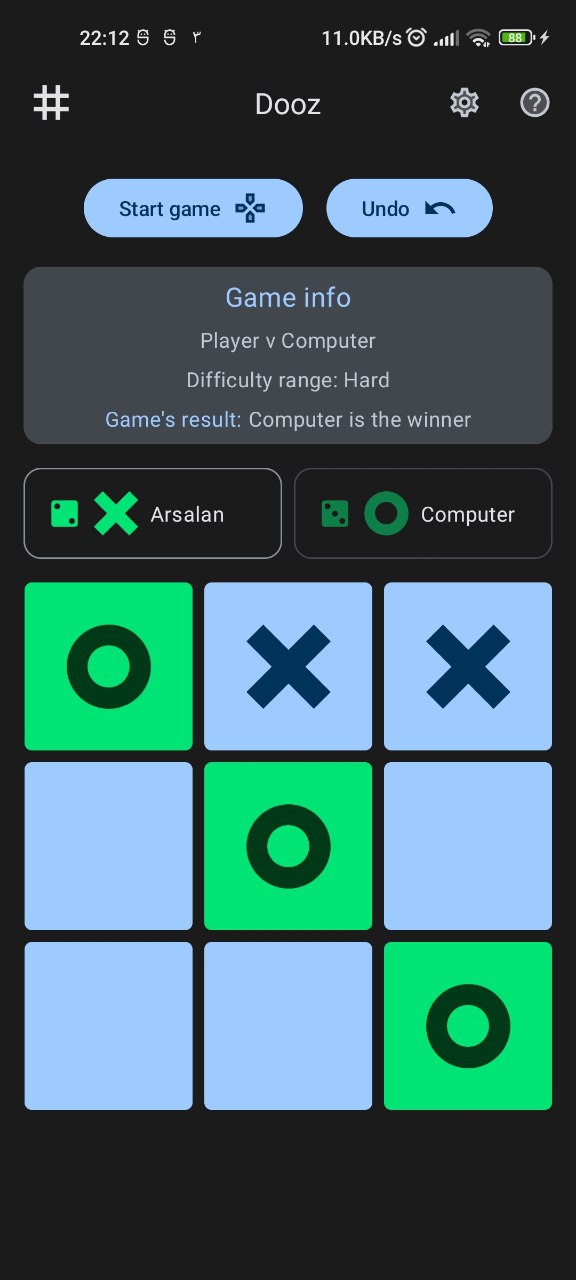 22:12 ۳ 11.0KB/s 88
Dooz
Start game Undo
Game info
Player v Computer
Difficulty range: Hard
Game's result: Computer is the winner
Arsalan Computer